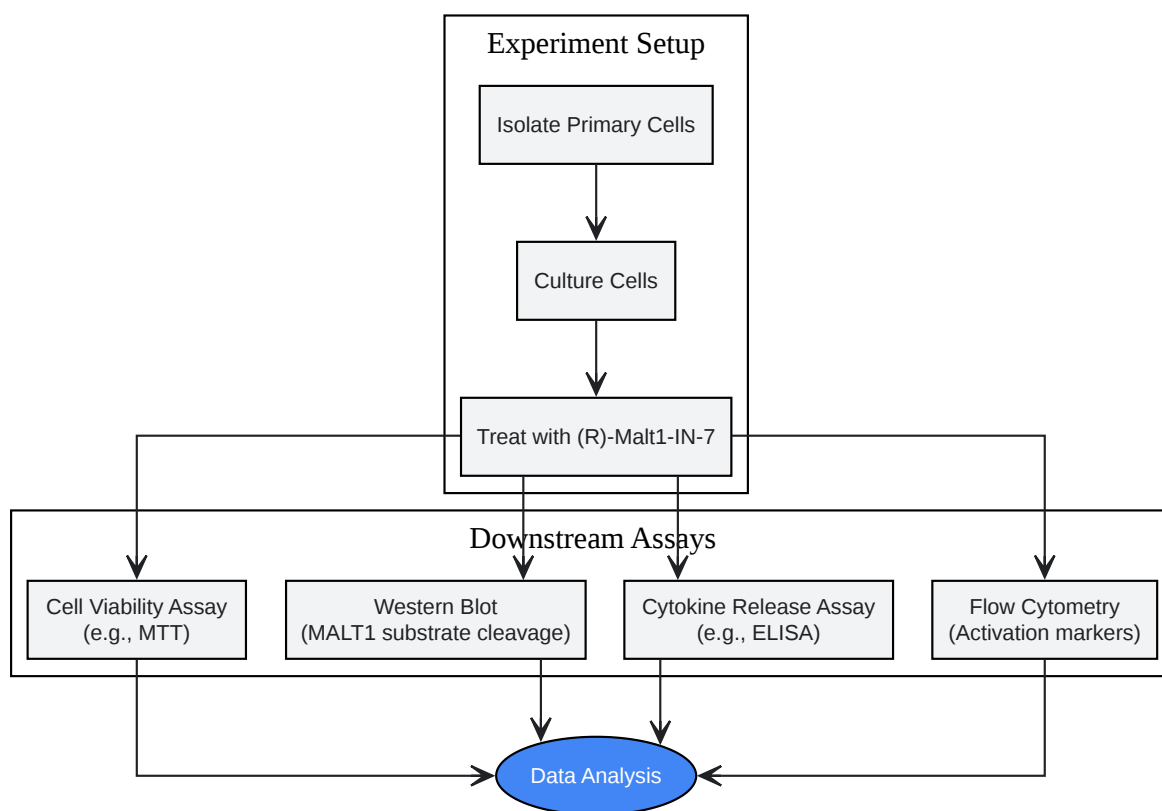 Experiment Setup
Isolate Primary Cells
Culture Cells
Treat with (R)-Malt1-IN-7
Downstream Assays
Cell Viability Assay
(e.g., MTT)
Western Blot
(MALT1 substrate cleavage)
Cytokine Release Assay
(e.g., ELISA)
Flow Cytometry
(Activation markers)
Data Analysis